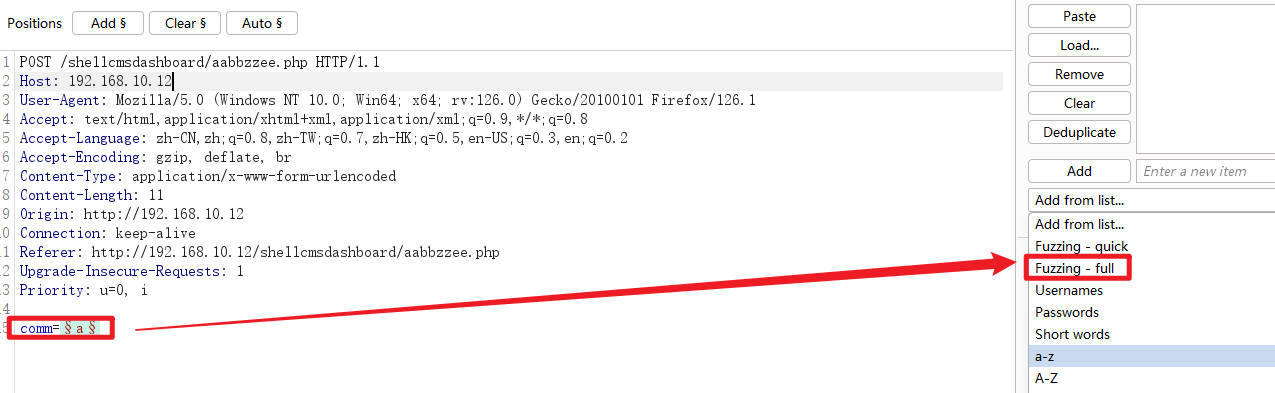 Positions Add § Clear § Auto §
1 POST /shellcmsdashboard/aabbzzee.php HTTP/1.1
2 Host: 192.168.10.12
3 User-Agent: Mozilla/5.0 (Windows NT 10.0; Win64; x64; rv:126.0) Gecko/20100101 Firefox/126.1
4 Accept: text/html,application/xhtml+xml,application/xml;q=0.9,*/*;q=0.8
5 Accept-Language: zh-CN,zh;q=0.8,zh-TW;q=0.7,zh-HK;q=0.5,en-US;q=0.3,en;q=0.2
6 Accept-Encoding: gzip, deflate, br
7 Content-Type: application/x-www-form-urlencoded
8 Content-Length: 11
9 Origin: http://192.168.10.12
10 Connection: keep-alive
11 Referer: http://192.168.10.12/shellcmsdashboard/aabbzzee.php
12 Upgrade-Insecure-Requests: 1
13 Priority: u=0, i
14
15 comm=§a§
Paste
Load...
Remove
Clear
Deduplicate
Add Enter a new item
Add from list...
Add from list...
Fuzzing - quick
Fuzzing - full
Usernames
Passwords
Short words
a-z
A-Z